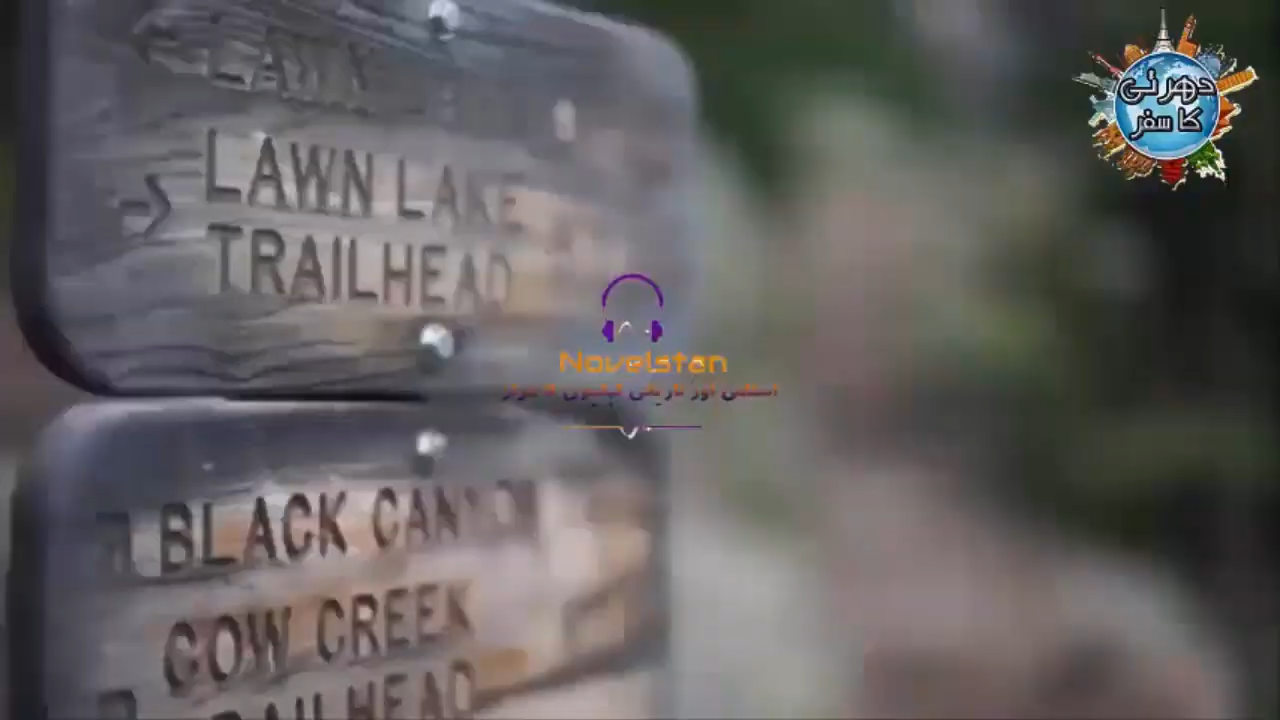 LAWN LAKE
TRAILHEAD
BLACK CANYON
COW CREEK
TRAILHEAD
دھرتی
کا سفر
Novelstan